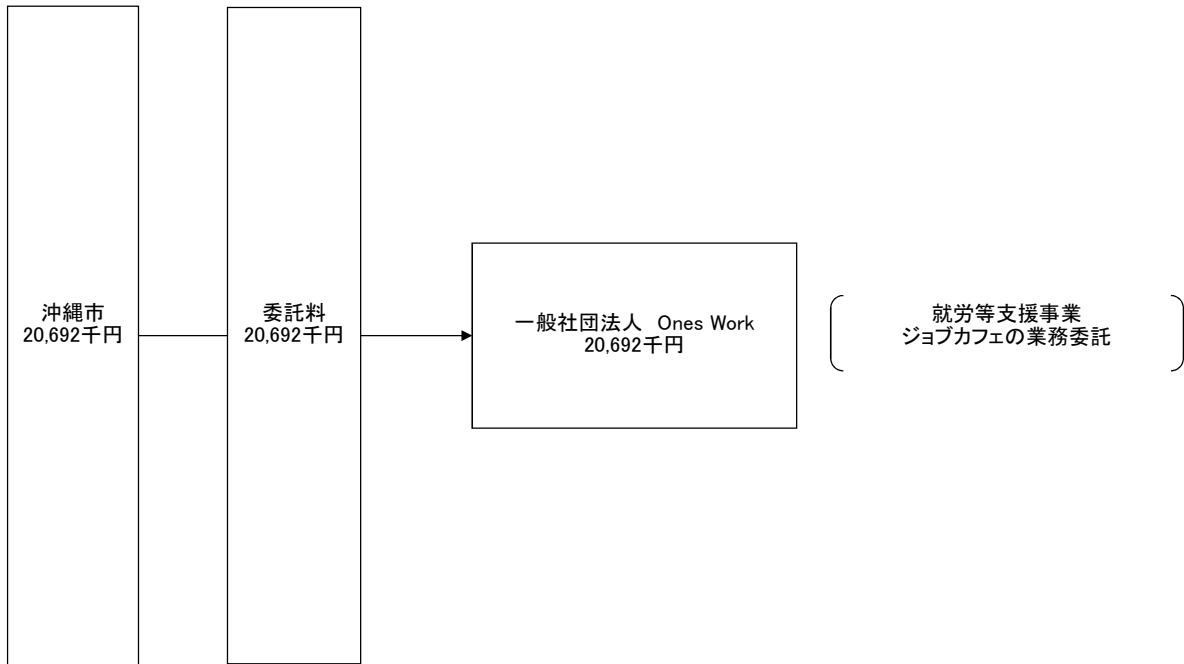 沖縄市
20,692千円
委託料
20,692千円
一般社団法人　Ones Work
20,692千円
就労等支援事業
ジョブカフェの業務委託